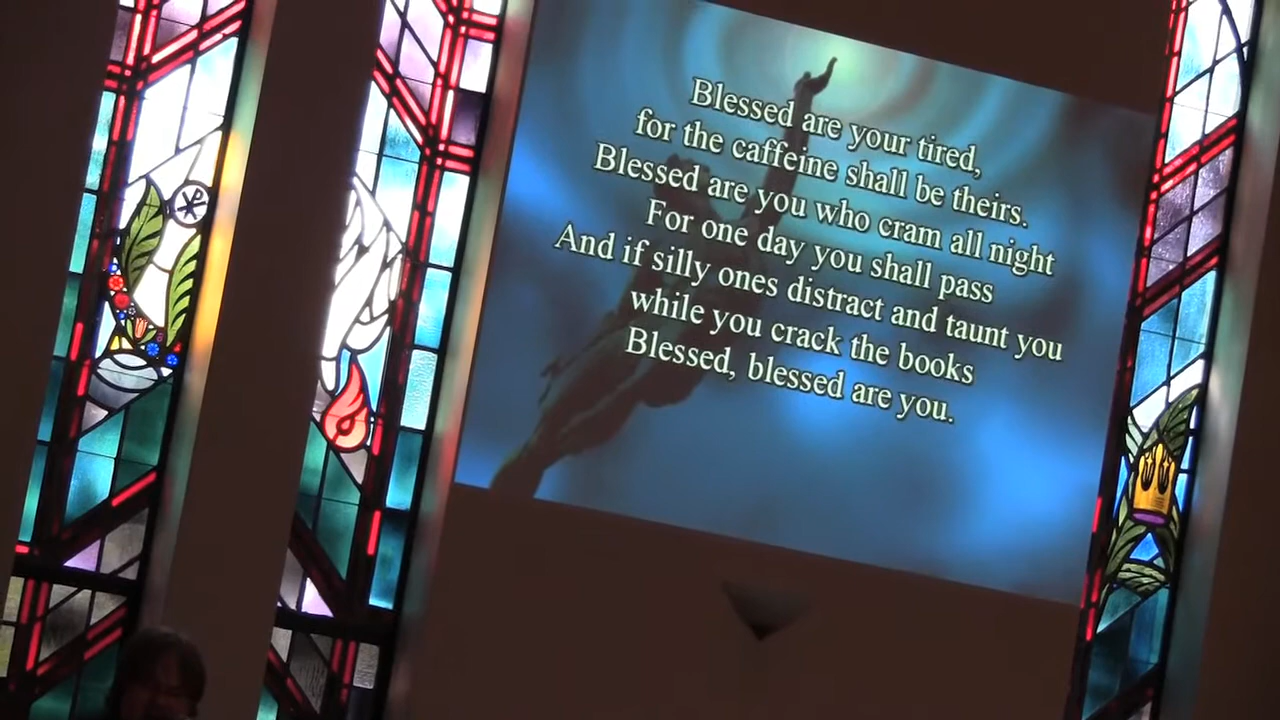 Blessed are your tired,
for the caffeine shall be theirs.
Blessed are you who cram all night
For one day you shall pass
And if silly ones distract and taunt you
while you crack the books
Blessed, blessed are you.